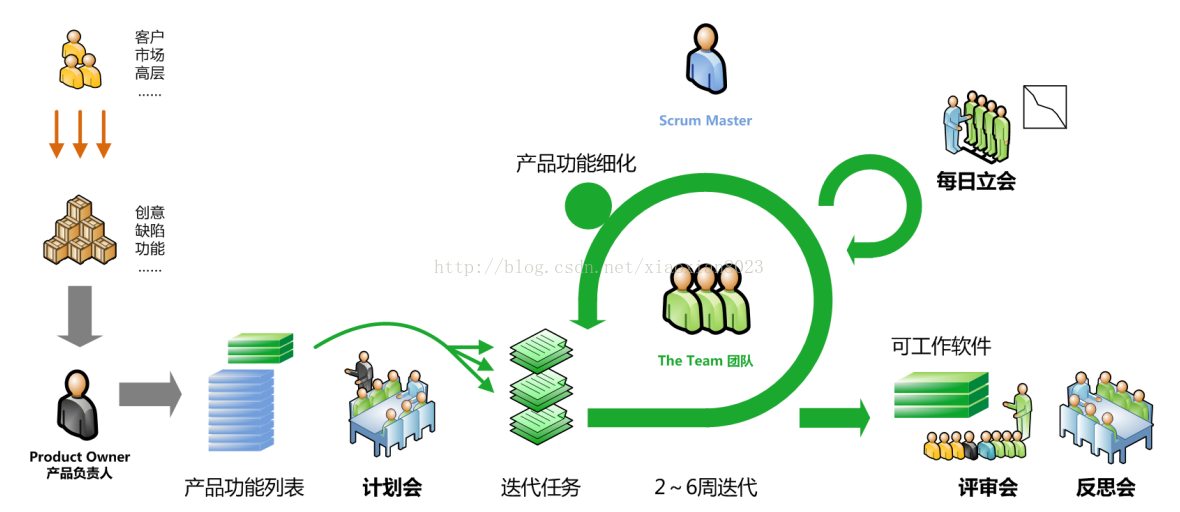 客户
市场
高层
……
创意
缺陷
功能
……
Product Owner
产品负责人
产品功能列表
计划会
迭代任务
2～6周迭代
产品功能细化
Scrum Master
The Team 团队
每日立会
可工作软件
评审会
反思会